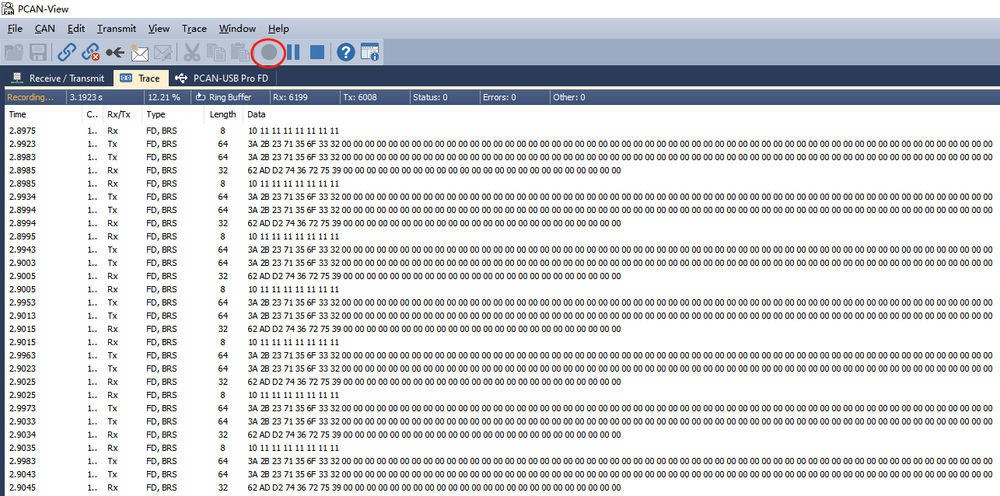 PCAN-View
File CAN Edit Transmit View Trace Window Help
Receive / Transmit Trace PCAN-USB Pro FD
Recording... 3.1923 s 12.21 % Ring Buffer Rx: 6199 Tx: 6008 Status: 0 Errors: 0 Other: 0
Time C.. Rx/Tx Type Length Data
2.8975 1.. Rx FD, BRS 8 10 11 11 11 11 11 11 11
2.9923 1.. Tx FD, BRS 64 3A 2B 23 71 35 6F 33 32 00 00 00 00 00 00 00 00 00 00 00 00 00 00 00 00 00 00 00 00 00 00 00 00 00 00 00 00 00 00 00 00 00 00 00 00 00 00 00 00 00 00 00 00 00 00 00 00 00 00 00 00 00 00 00 00
2.8983 1.. Tx FD, BRS 64 3A 2B 23 71 35 6F 33 32 00 00 00 00 00 00 00 00 00 00 00 00 00 00 00 00 00 00 00 00 00 00 00 00 00 00 00 00 00 00 00 00 00 00 00 00 00 00 00 00 00 00 00 00 00 00 00 00 00 00 00 00 00 00 00 00
2.8985 1.. Rx FD, BRS 32 62 AD D2 74 36 72 75 39 00 00 00 00 00 00 00 00 00 00 00 00 00 00 00 00 00 00 00 00 00 00 00 00
2.8985 1.. Rx FD, BRS 8 10 11 11 11 11 11 11 11
2.9934 1.. Tx FD, BRS 64 3A 2B 23 71 35 6F 33 32 00 00 00 00 00 00 00 00 00 00 00 00 00 00 00 00 00 00 00 00 00 00 00 00 00 00 00 00 00 00 00 00 00 00 00 00 00 00 00 00 00 00 00 00 00 00 00 00 00 00 00 00 00 00 00 00
2.8994 1.. Tx FD, BRS 64 3A 2B 23 71 35 6F 33 32 00 00 00 00 00 00 00 00 00 00 00 00 00 00 00 00 00 00 00 00 00 00 00 00 00 00 00 00 00 00 00 00 00 00 00 00 00 00 00 00 00 00 00 00 00 00 00 00 00 00 00 00 00 00 00 00
2.8994 1.. Rx FD, BRS 32 62 AD D2 74 36 72 75 39 00 00 00 00 00 00 00 00 00 00 00 00 00 00 00 00 00 00 00 00 00 00 00 00
2.8995 1.. Rx FD, BRS 8 10 11 11 11 11 11 11 11
2.9943 1.. Tx FD, BRS 64 3A 2B 23 71 35 6F 33 32 00 00 00 00 00 00 00 00 00 00 00 00 00 00 00 00 00 00 00 00 00 00 00 00 00 00 00 00 00 00 00 00 00 00 00 00 00 00 00 00 00 00 00 00 00 00 00 00 00 00 00 00 00 00 00 00
2.9003 1.. Tx FD, BRS 64 3A 2B 23 71 35 6F 33 32 00 00 00 00 00 00 00 00 00 00 00 00 00 00 00 00 00 00 00 00 00 00 00 00 00 00 00 00 00 00 00 00 00 00 00 00 00 00 00 00 00 00 00 00 00 00 00 00 00 00 00 00 00 00 00 00
2.9005 1.. Rx FD, BRS 32 62 AD D2 74 36 72 75 39 00 00 00 00 00 00 00 00 00 00 00 00 00 00 00 00 00 00 00 00 00 00 00 00
2.9005 1.. Rx FD, BRS 8 10 11 11 11 11 11 11 11
2.9953 1.. Tx FD, BRS 64 3A 2B 23 71 35 6F 33 32 00 00 00 00 00 00 00 00 00 00 00 00 00 00 00 00 00 00 00 00 00 00 00 00 00 00 00 00 00 00 00 00 00 00 00 00 00 00 00 00 00 00 00 00 00 00 00 00 00 00 00 00 00 00 00 00
2.9013 1.. Tx FD, BRS 64 3A 2B 23 71 35 6F 33 32 00 00 00 00 00 00 00 00 00 00 00 00 00 00 00 00 00 00 00 00 00 00 00 00 00 00 00 00 00 00 00 00 00 00 00 00 00 00 00 00 00 00 00 00 00 00 00 00 00 00 00 00 00 00 00 00
2.9015 1.. Rx FD, BRS 32 62 AD D2 74 36 72 75 39 00 00 00 00 00 00 00 00 00 00 00 00 00 00 00 00 00 00 00 00 00 00 00 00
2.9015 1.. Rx FD, BRS 8 10 11 11 11 11 11 11 11
2.9963 1.. Tx FD, BRS 64 3A 2B 23 71 35 6F 33 32 00 00 00 00 00 00 00 00 00 00 00 00 00 00 00 00 00 00 00 00 00 00 00 00 00 00 00 00 00 00 00 00 00 00 00 00 00 00 00 00 00 00 00 00 00 00 00 00 00 00 00 00 00 00 00 00
2.9023 1.. Tx FD, BRS 64 3A 2B 23 71 35 6F 33 32 00 00 00 00 00 00 00 00 00 00 00 00 00 00 00 00 00 00 00 00 00 00 00 00 00 00 00 00 00 00 00 00 00 00 00 00 00 00 00 00 00 00 00 00 00 00 00 00 00 00 00 00 00 00 00 00
2.9025 1.. Rx FD, BRS 32 62 AD D2 74 36 72 75 39 00 00 00 00 00 00 00 00 00 00 00 00 00 00 00 00 00 00 00 00 00 00 00 00
2.9025 1.. Rx FD, BRS 8 10 11 11 11 11 11 11 11
2.9973 1.. Tx FD, BRS 64 3A 2B 23 71 35 6F 33 32 00 00 00 00 00 00 00 00 00 00 00 00 00 00 00 00 00 00 00 00 00 00 00 00 00 00 00 00 00 00 00 00 00 00 00 00 00 00 00 00 00 00 00 00 00 00 00 00 00 00 00 00 00 00 00 00
2.9033 1.. Tx FD, BRS 64 3A 2B 23 71 35 6F 33 32 00 00 00 00 00 00 00 00 00 00 00 00 00 00 00 00 00 00 00 00 00 00 00 00 00 00 00 00 00 00 00 00 00 00 00 00 00 00 00 00 00 00 00 00 00 00 00 00 00 00 00 00 00 00 00 00
2.9034 1.. Rx FD, BRS 32 62 AD D2 74 36 72 75 39 00 00 00 00 00 00 00 00 00 00 00 00 00 00 00 00 00 00 00 00 00 00 00 00
2.9035 1.. Rx FD, BRS 8 10 11 11 11 11 11 11 11
2.9983 1.. Tx FD, BRS 64 3A 2B 23 71 35 6F 33 32 00 00 00 00 00 00 00 00 00 00 00 00 00 00 00 00 00 00 00 00 00 00 00 00 00 00 00 00 00 00 00 00 00 00 00 00 00 00 00 00 00 00 00 00 00 00 00 00 00 00 00 00 00 00 00 00
2.9043 1.. Tx FD, BRS 64 3A 2B 23 71 35 6F 33 32 00 00 00 00 00 00 00 00 00 00 00 00 00 00 00 00 00 00 00 00 00 00 00 00 00 00 00 00 00 00 00 00 00 00 00 00 00 00 00 00 00 00 00 00 00 00 00 00 00 00 00 00 00 00 00 00
2.9045 1.. Rx FD, BRS 32 62 AD D2 74 36 72 75 39 00 00 00 00 00 00 00 00 00 00 00 00 00 00 00 00 00 00 00 00 00 00 00 00